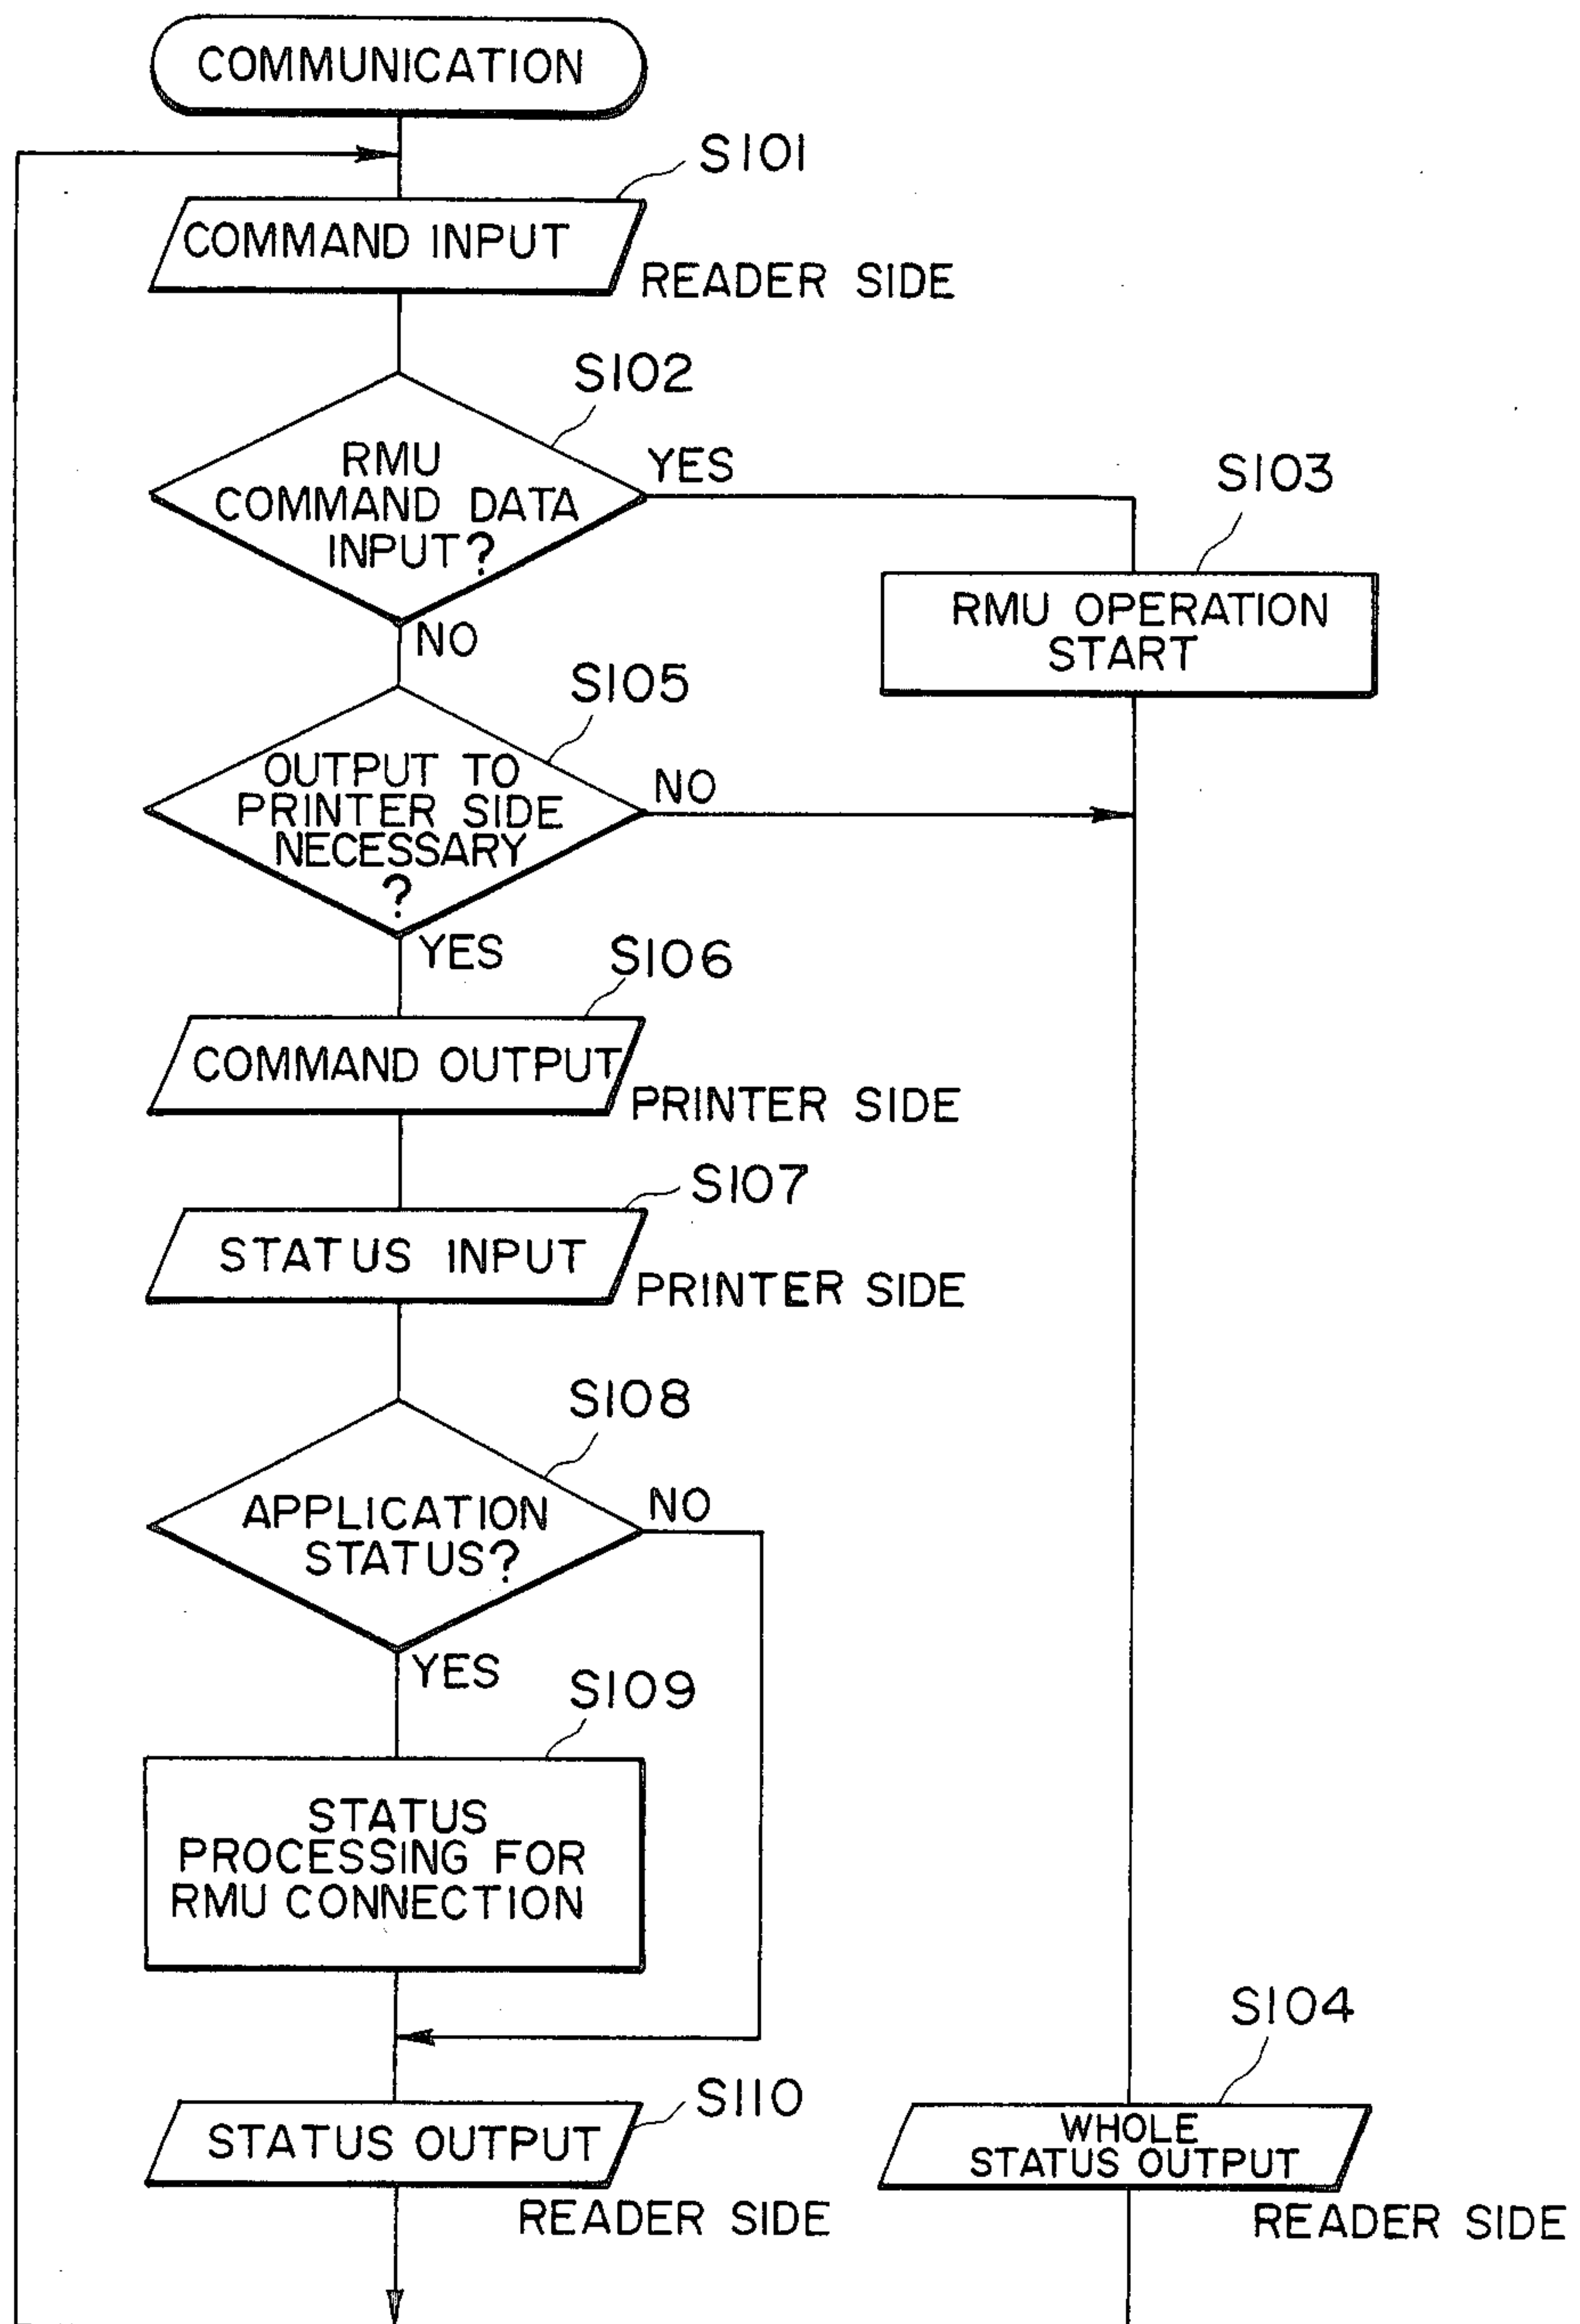 COMMUNICATION
S101
COMMAND INPUT
READER SIDE
S102
RMU
COMMAND DATA
INPUT?
YES
NO
S103
RMU OPERATION
START
S105
OUTPUT TO
PRINTER SIDE
NECESSARY
?
NO
YES
S106
COMMAND OUTPUT
PRINTER SIDE
S107
STATUS INPUT
PRINTER SIDE
S108
APPLICATION
STATUS?
NO
YES
S109
STATUS
PROCESSING FOR
RMU CONNECTION
S110
STATUS OUTPUT
READER SIDE
S104
WHOLE
STATUS OUTPUT
READER SIDE